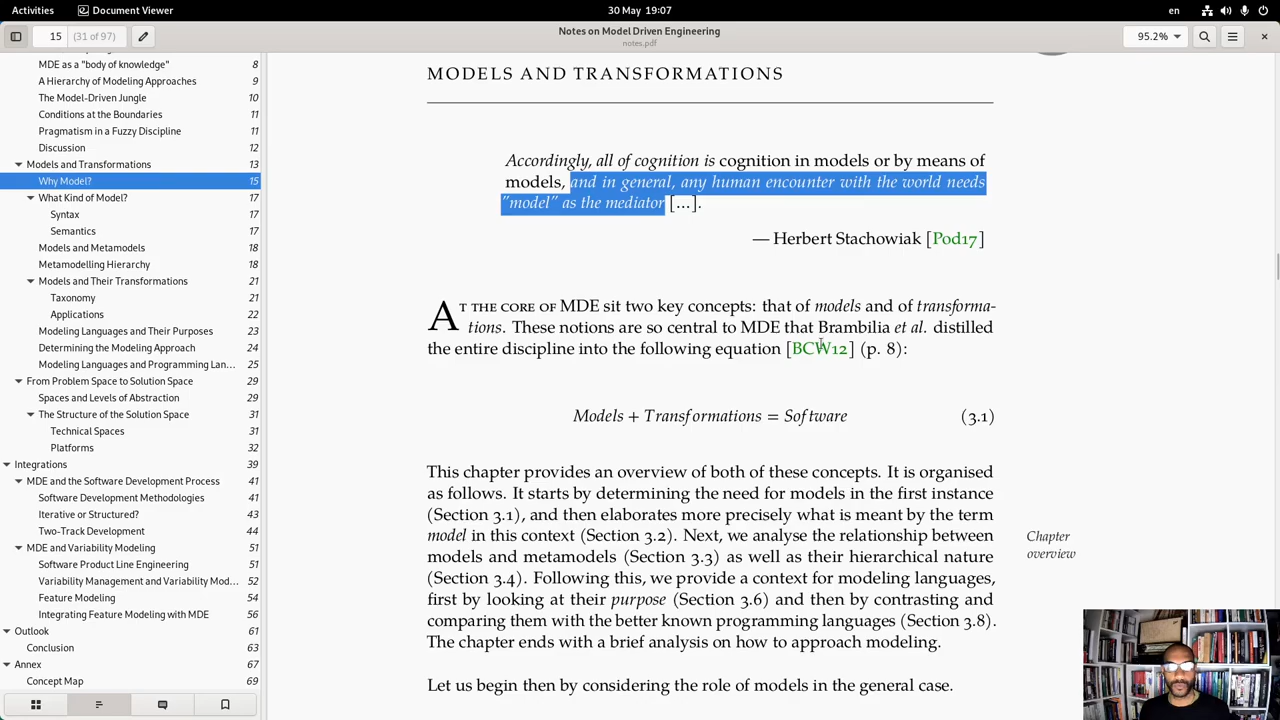 Activities
Document Viewer
30 May 19:07
en
15
(31 of 97)
Notes on Model Driven Engineering
notes.pdf
95.2%
MDE as a "body of knowledge" 8
A Hierarchy of Modeling Approaches 9
The Model-Driven Jungle 10
Conditions at the Boundaries 11
Pragmatism in a Fuzzy Discipline 11
Discussion 12
Models and Transformations 13
Why Model? 15
What Kind of Model? 17
Syntax 17
Semantics 17
Models and Metamodels 18
Metamodelling Hierarchy 18
Models and Their Transformations 21
Taxonomy 21
Applications 22
Modeling Languages and Their Purposes 23
Determining the Modeling Approach 24
Modeling Languages and Programming Lan... 25
From Problem Space to Solution Space 29
Spaces and Levels of Abstraction 29
The Structure of the Solution Space 31
Technical Spaces 31
Platforms 32
Integrations 39
MDE and the Software Development Process 41
Software Development Methodologies 41
Iterative or Structured? 43
Two-Track Development 44
MDE and Variability Modeling 51
Software Product Line Engineering 51
Variability Management and Variability Mod... 52
Feature Modeling 54
Integrating Feature Modeling with MDE 56
Outlook 61
Conclusion 63
Annex 67
Concept Map 69
MODELS AND TRANSFORMATIONS
Accordingly, all of cognition is cognition in models or by means of
models, and in general, any human encounter with the world needs
"model" as the mediator [...].
— Herbert Stachowiak [Pod17]
AT THE CORE OF MDE sit two key concepts: that of models and of transforma-
tions. These notions are so central to MDE that Brambilia et al. distilled
the entire discipline into the following equation [BCW12] (p. 8):
Models + Transformations = Software (3.1)
This chapter provides an overview of both of these concepts. It is organised
as follows. It starts by determining the need for models in the first instance
(Section 3.1), and then elaborates more precisely what is meant by the term
model in this context (Section 3.2). Next, we analyse the relationship between
models and metamodels (Section 3.3) as well as their hierarchical nature
(Section 3.4). Following this, we provide a context for modeling languages,
first by looking at their purpose (Section 3.6) and then by contrasting and
comparing them with the better known programming languages (Section 3.8).
The chapter ends with a brief analysis on how to approach modeling.
Chapter
overview
Let us begin then by considering the role of models in the general case.